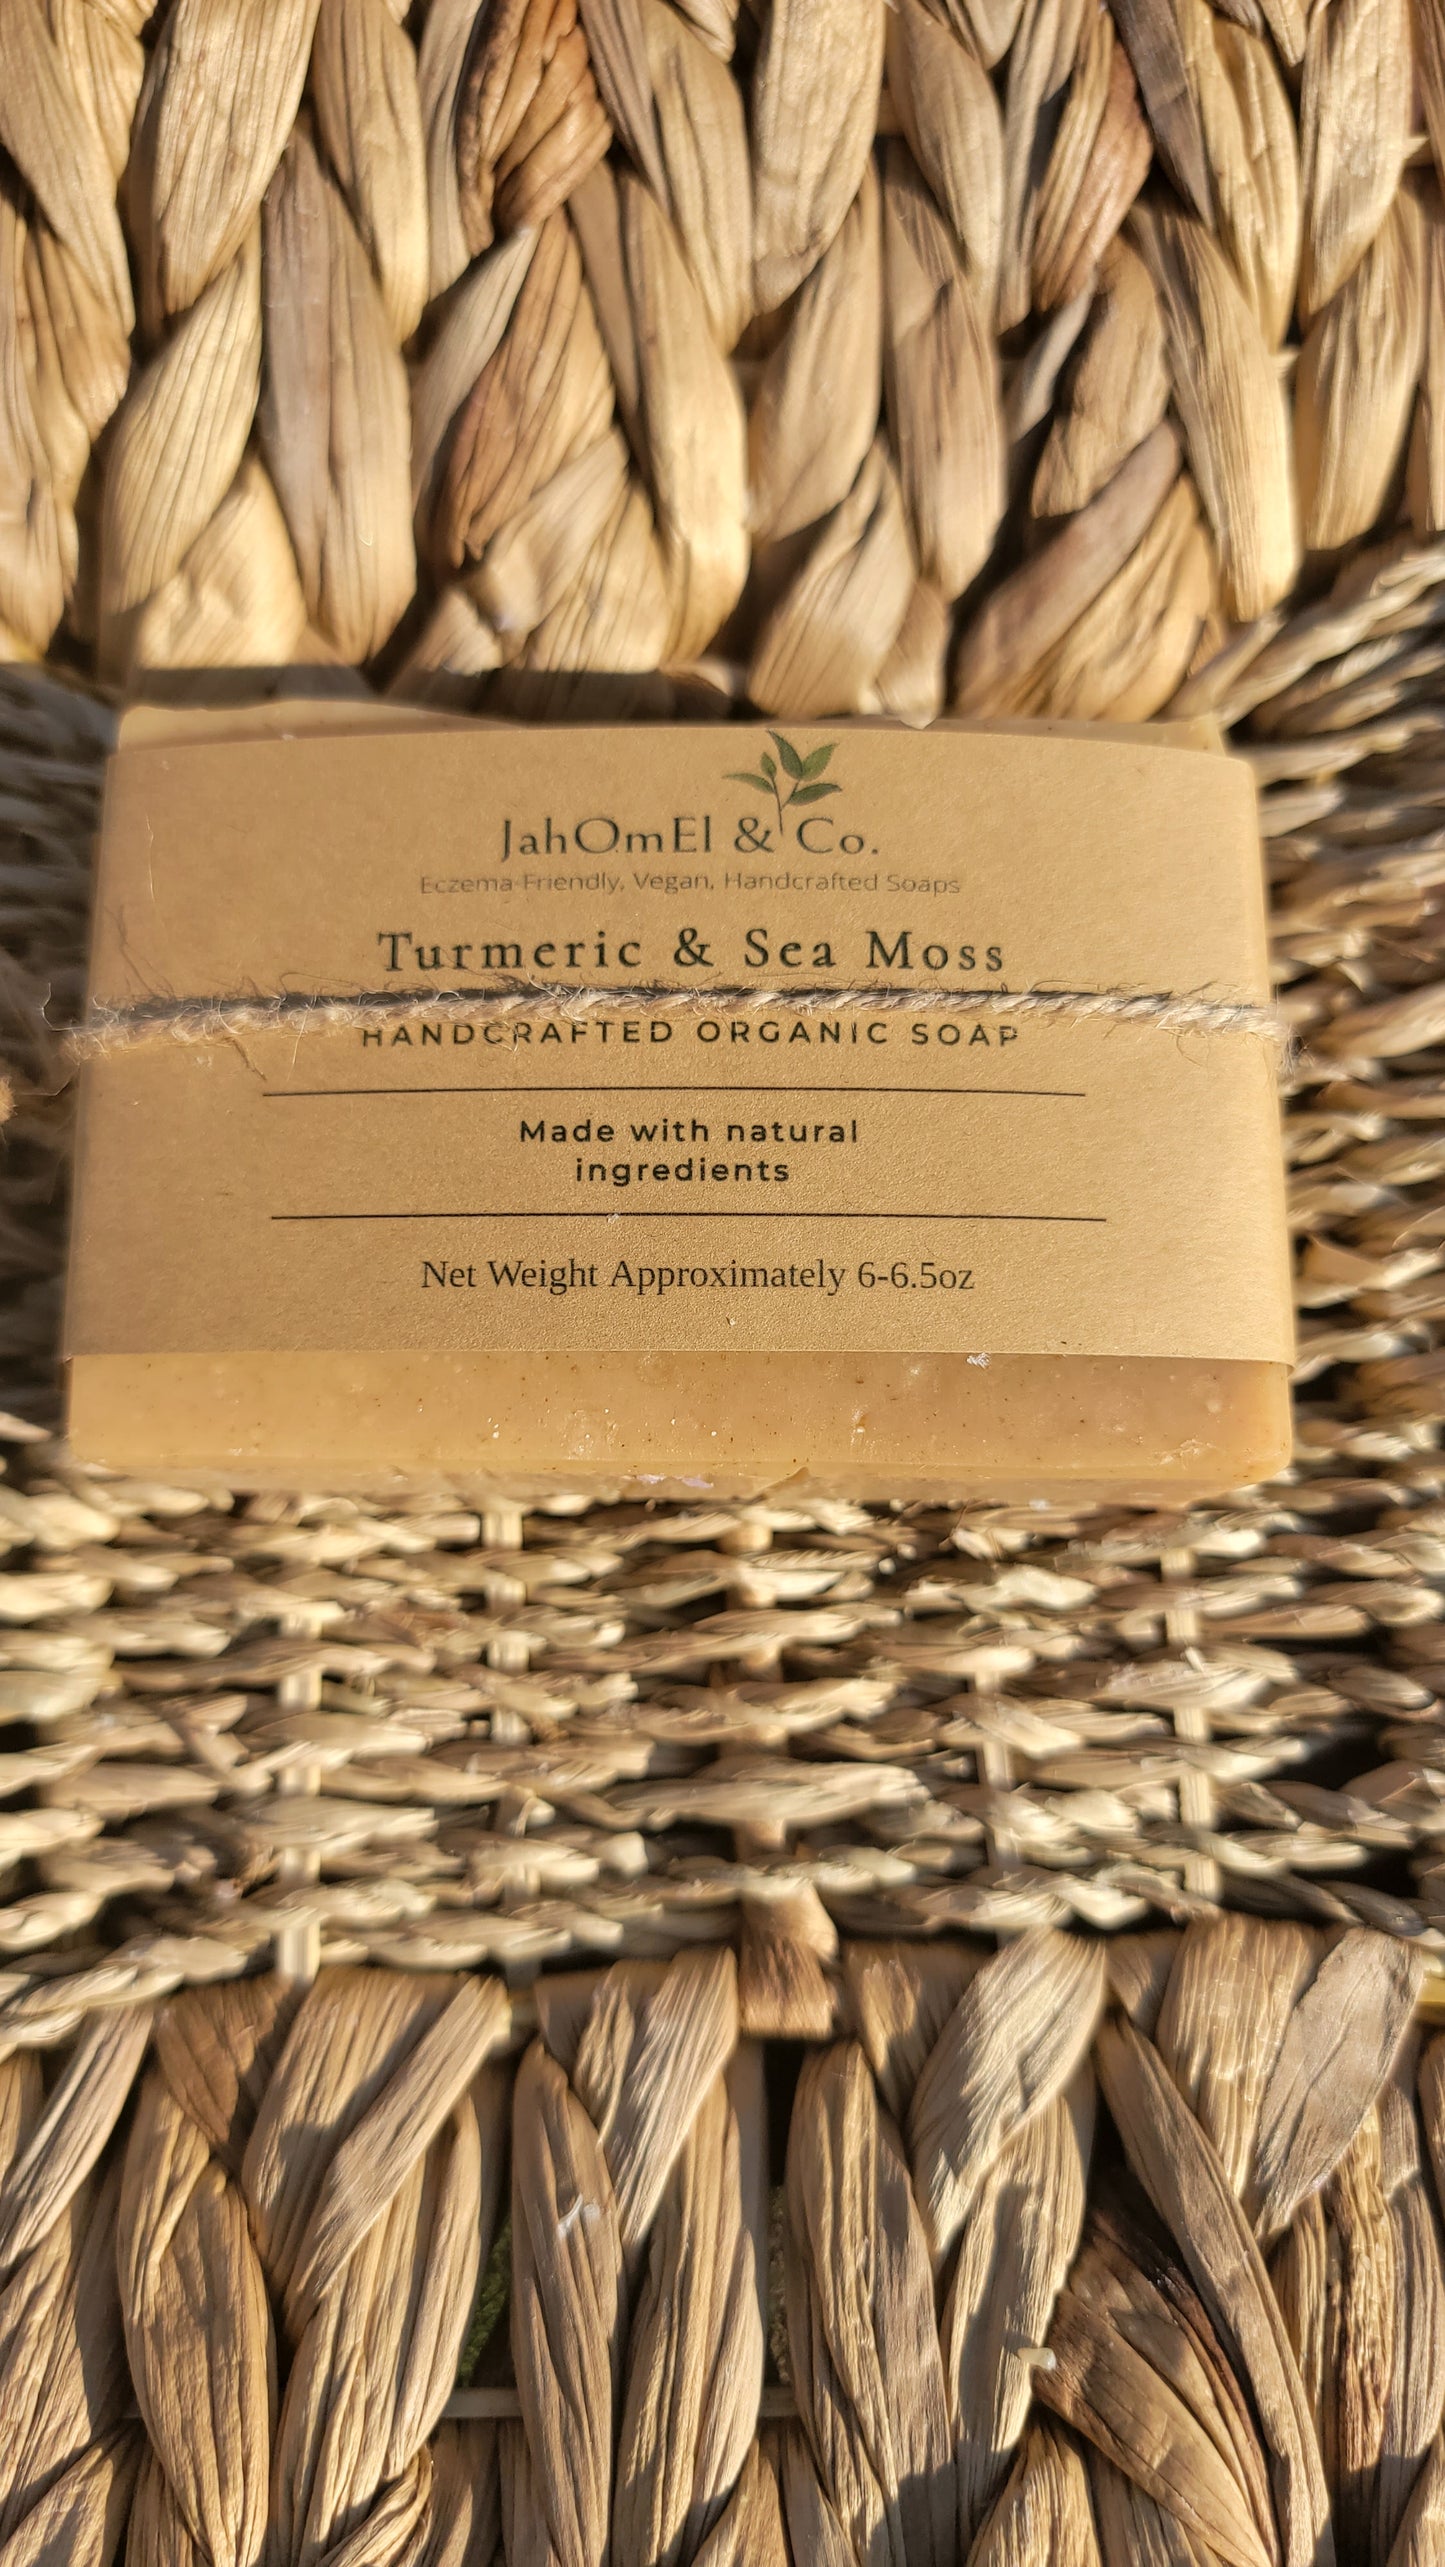 JahOmEl & Co.
Eczema-Friendly, Vegan, Handcrafted Soaps
Turmeric & Sea Moss
HANDCRAFTED ORGANIC SOAP
Made with natural
ingredients
Net Weight Approximately 6-6.5oz